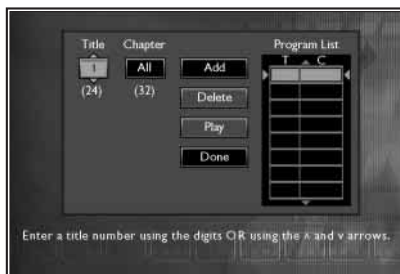 Title Chapter Program List
T C
1 All Add
(24) (32)
Delete
Play
Done
Enter a title number using the digits OR using the ∧ and ∨ arrows.